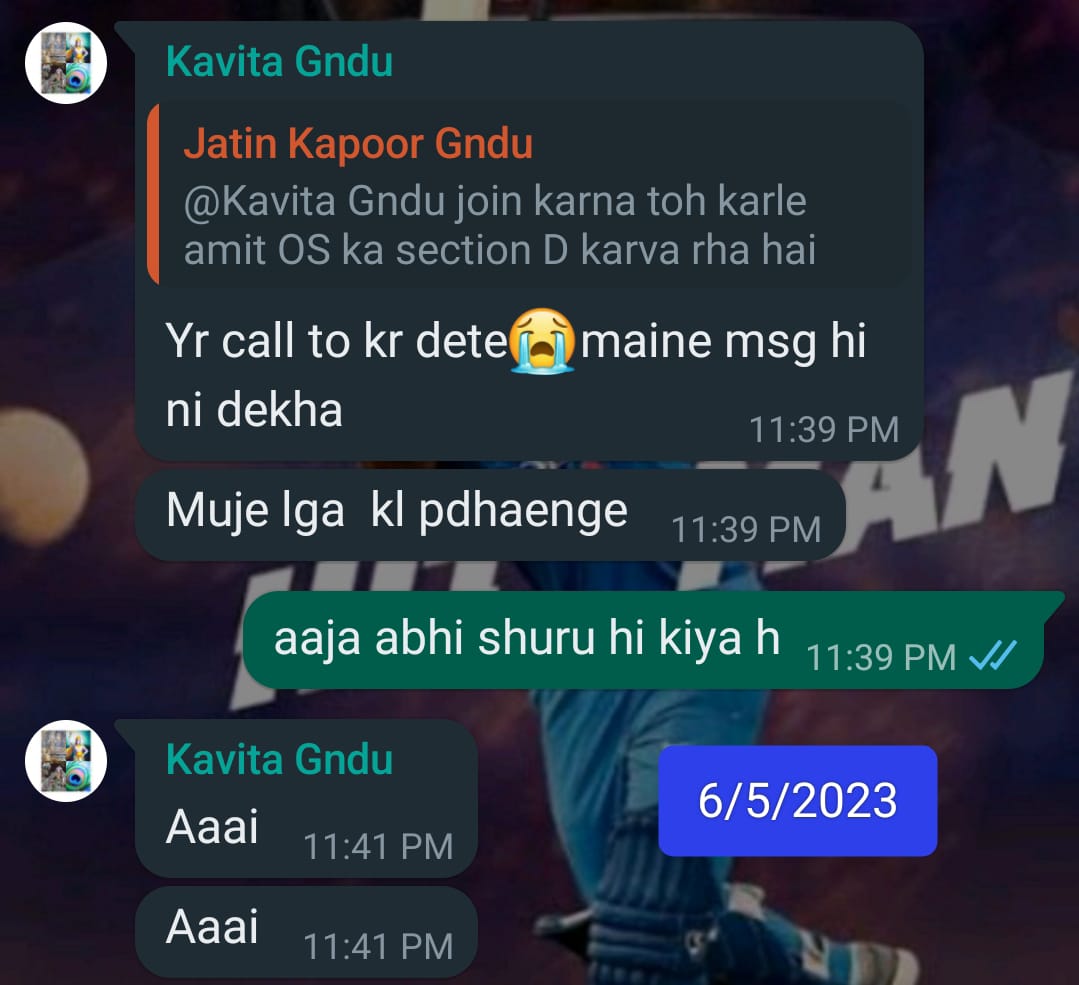 Kavita Gndu
Jatin Kapoor Gndu
@Kavita Gndu join karna toh karle
amit OS ka section D karva rha hai
Yr call to kr dete😭maine msg hi
ni dekha
11:39 PM
Muje lga kl pdhaenge 11:39 PM
aaja abhi shuru hi kiya h 11:39 PM
Kavita Gndu
Aaai 11:41 PM
6/5/2023
Aaai 11:41 PM